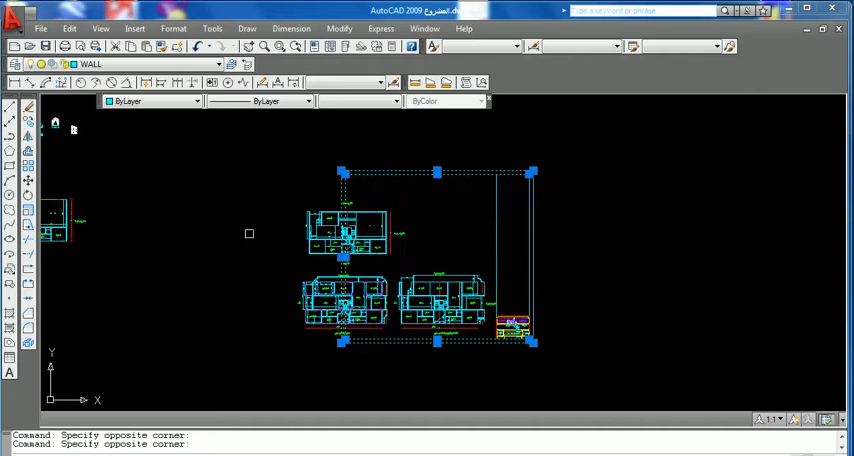 AutoCAD 2009 المشروع.dw
Type a keyword or phrase
File Edit View Insert Format Tools Draw Dimension Modify Express Window Help
WALL
ByLayer ByLayer ByColor
Y
X
1:1
Command: Specify opposite corner:
Command: Specify opposite corner: